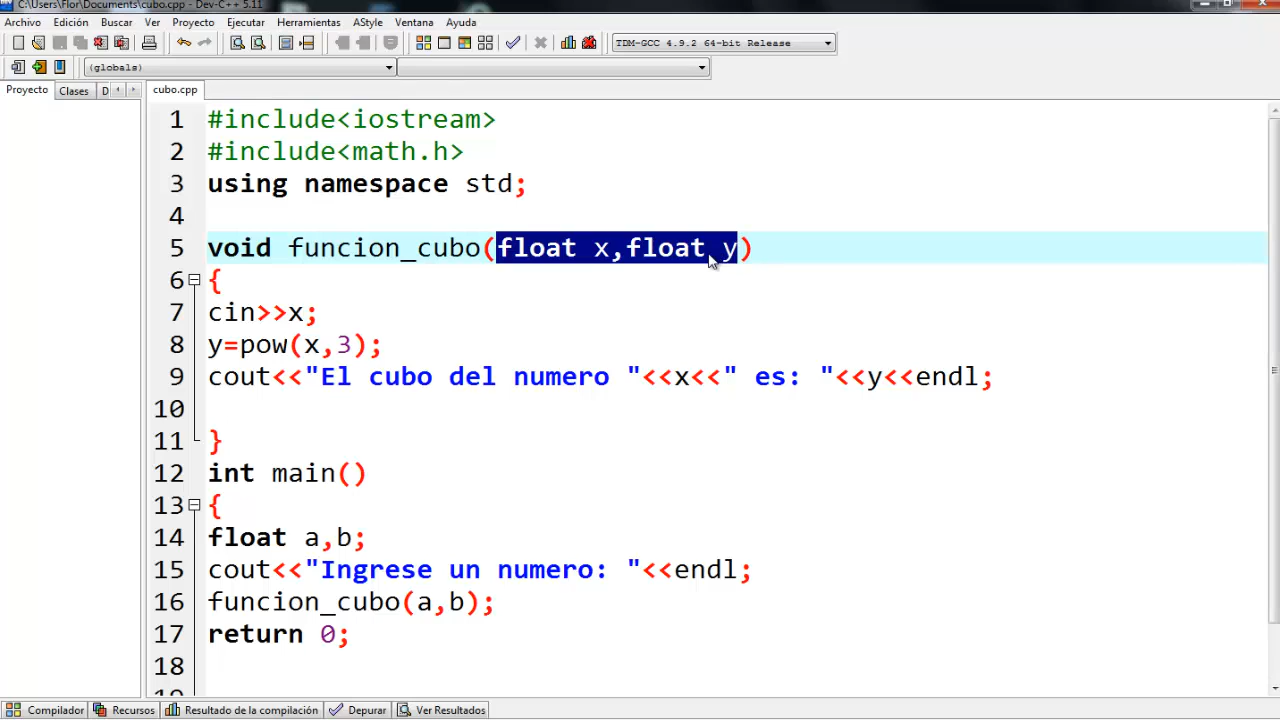 C:\Users\Flor\Documents\cubo.cpp - Dev-C++ 5.11
Archivo Edición Buscar Ver Proyecto Ejecutar Herramientas AStyle Ventana Ayuda
TDM-GCC 4.9.2 64-bit Release
(globals)
Proyecto Clases D cubo.cpp
1 #include<iostream>
2 #include<math.h>
3 using namespace std;
4
5 void funcion_cubo(float x,float y)
6 {
7 cin>>x;
8 y=pow(x,3);
9 cout<<"El cubo del numero "<<x<<" es: "<<y<<endl;
10
11 }
12 int main()
13 {
14 float a,b;
15 cout<<"Ingrese un numero: "<<endl;
16 funcion_cubo(a,b);
17 return 0;
18
Compilador Recursos Resultado de la compilación Depurar Ver Resultados